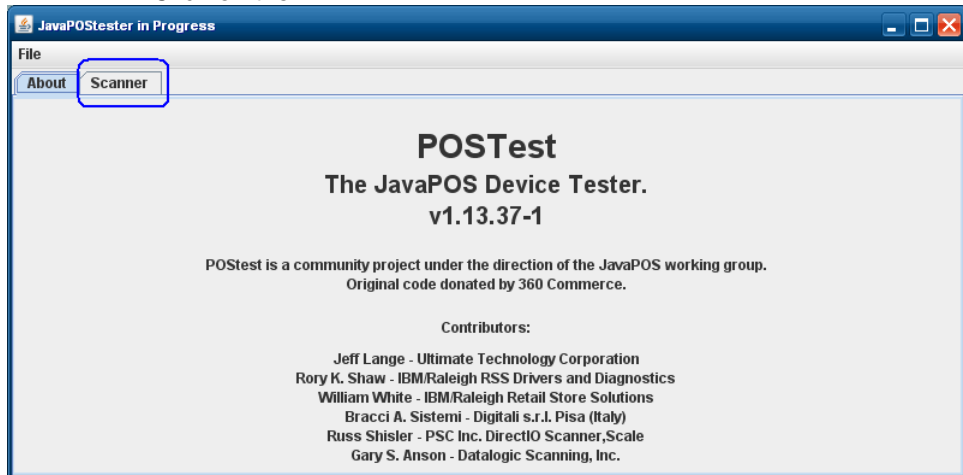 JavaPOStester in Progress
File
About Scanner
POSTest
The JavaPOS Device Tester.
v1.13.37-1
POStest is a community project under the direction of the JavaPOS working group.
Original code donated by 360 Commerce.
Contributors:
Jeff Lange - Ultimate Technology Corporation
Rory K. Shaw - IBM/Raleigh RSS Drivers and Diagnostics
William White - IBM/Raleigh Retail Store Solutions
Bracci A. Sistemi - Digitali s.r.l. Pisa (Italy)
Russ Shisler - PSC Inc. DirectIO Scanner,Scale
Gary S. Anson - Datalogic Scanning, Inc.